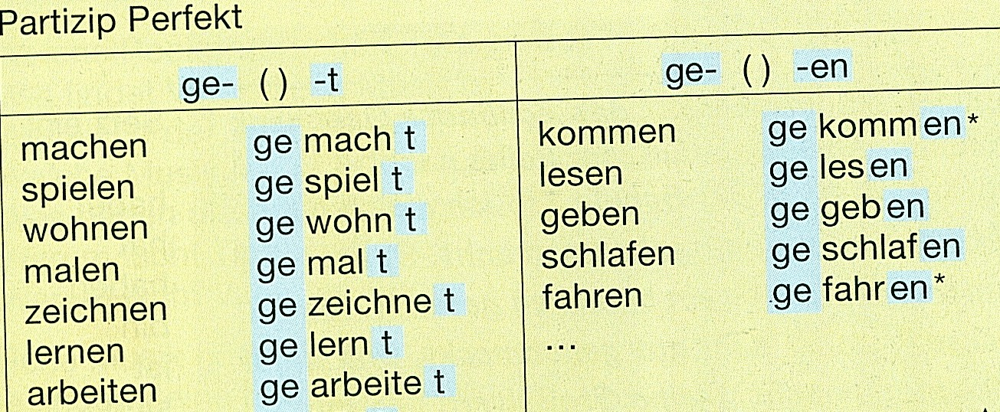 Partizip Perfekt
ge- ( ) -t
machen ge mach t
spielen ge spiel t
wohnen ge wohn t
malen ge mal t
zeichnen ge zeichne t
lernen ge lern t
arbeiten ge arbeite t
ge- ( ) -en
kommen ge komm en*
lesen ge les en
geben ge geb en
schlafen ge schlaf en
fahren ge fahr en*
...